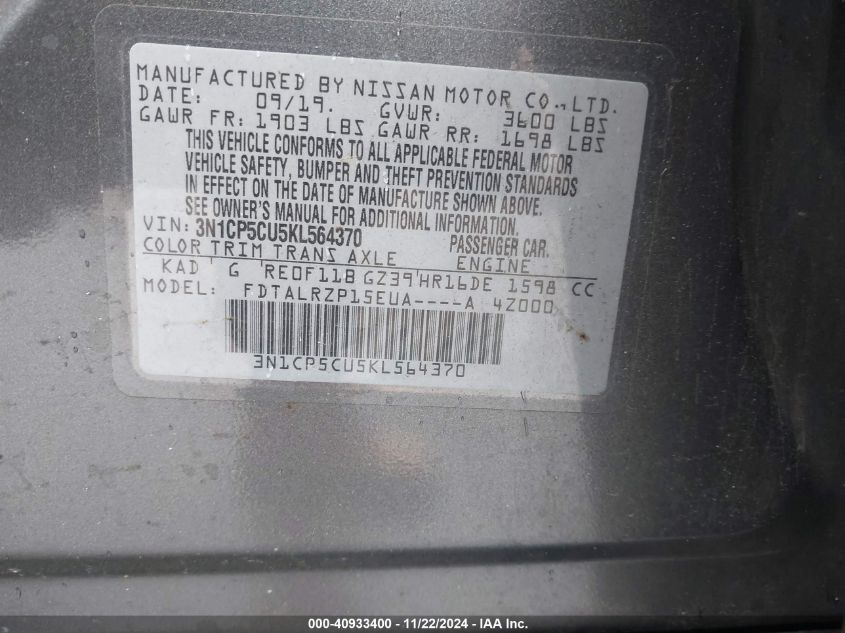 MANUFACTURED BY NISSAN MOTOR CO.,LTD.
DATE: 09/19. GVWR: 3600 LBS
GAWR FR: 1903 LBS GAWR RR: 1698 LBS
THIS VEHICLE CONFORMS TO ALL APPLICABLE FEDERAL MOTOR
VEHICLE SAFETY, BUMPER AND THEFT PREVENTION STANDARDS
IN EFFECT ON THE DATE OF MANUFACTURE SHOWN ABOVE.
SEE OWNER'S MANUAL FOR ADDITIONAL INFORMATION.
VIN: 3N1CP5CU5KL564370 PASSENGER CAR.
COLOR TRIM TRANS AXLE ENGINE
KAD G RE0F11B GZ39 HR16DE 1598 CC
MODEL: FDTALRZP15EUA----A 4Z000
3N1CP5CU5KL564370
000-40933400 - 11/22/2024 - IAA Inc.